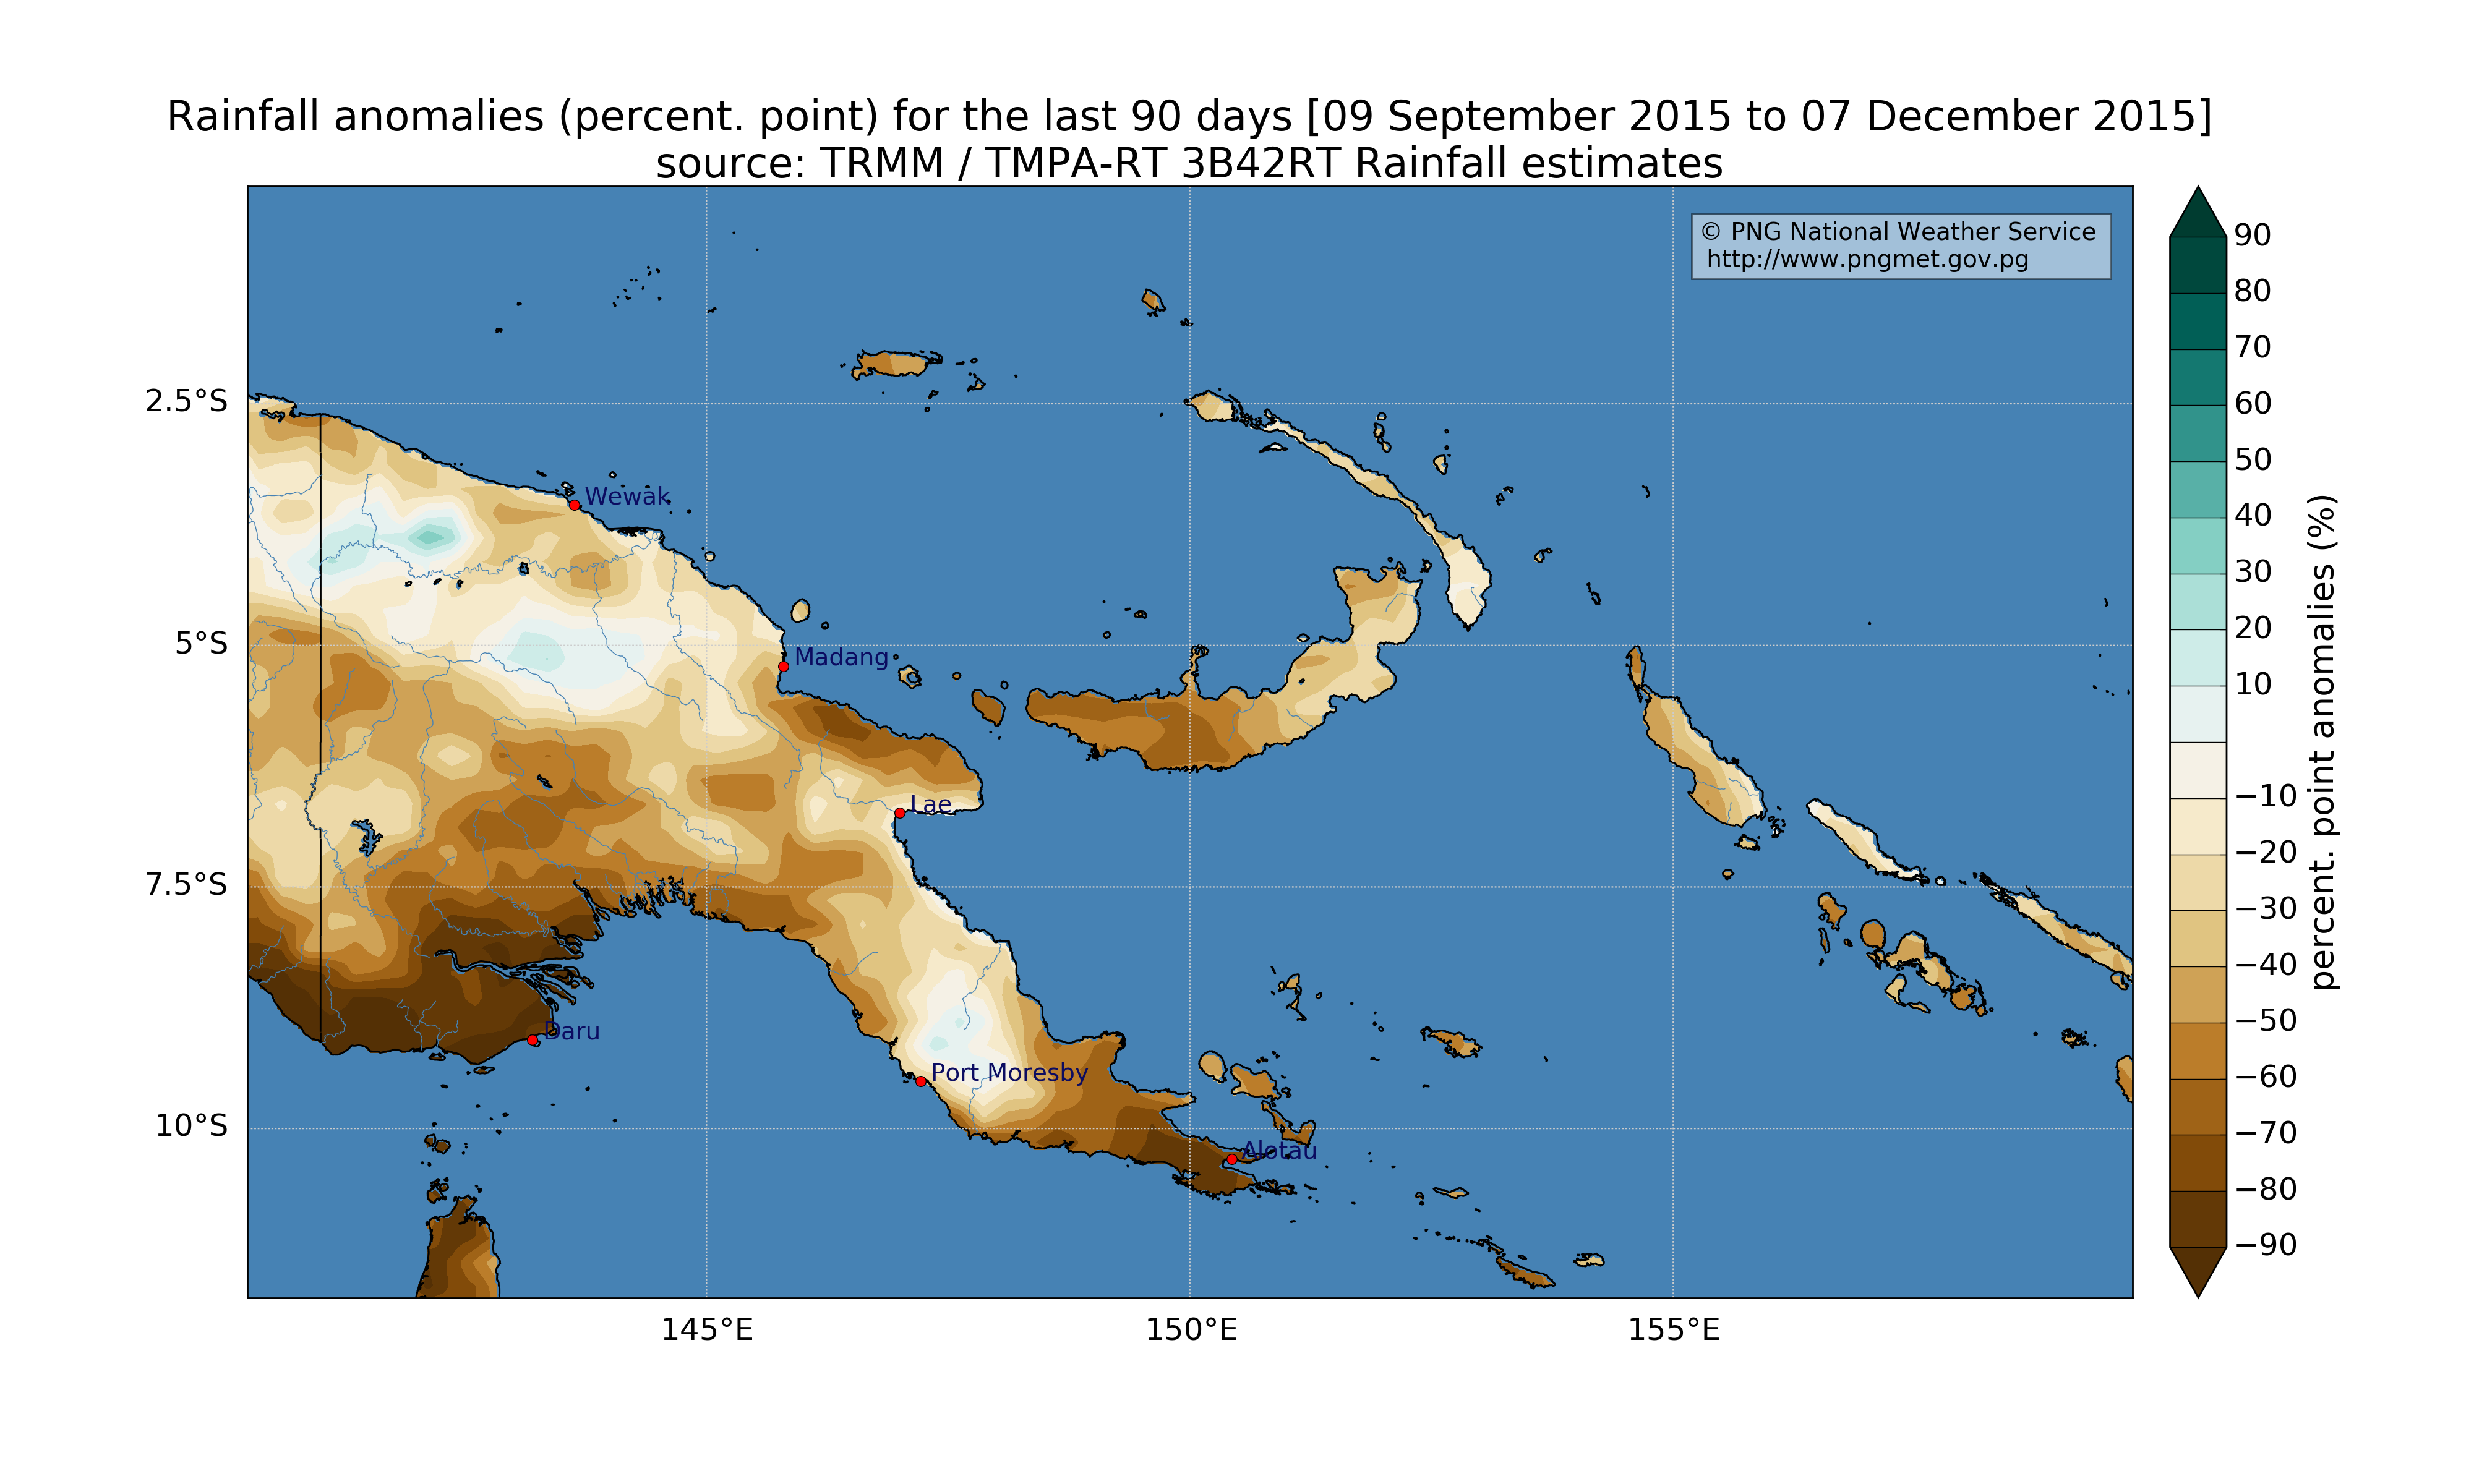 Rainfall anomalies (percent. point) for the last 90 days [09 September 2015 to 07 December 2015]
source: TRMM / TMPA-RT 3B42RT Rainfall estimates
© PNG National Weather Service
http://www.pngmet.gov.pg
2.5°S
5°S
7.5°S
10°S
Wewak
Madang
Lae
Daru
Port Moresby
Alotau
145°E
150°E
155°E
90
80
70
60
50
40
30
20
10
−10
−20
−30
−40
−50
−60
−70
−80
−90
percent. point anomalies (%)